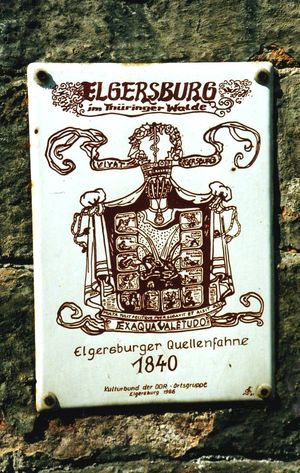 ELGERSBURG
im Thüringer Walde
VIVAT ELGERSBURG
EX AQUA VALETUDO
Elgersburger Quellenfahne
1840
Kulturbund der DDR - Ortsgruppe
Elgersburg 1986